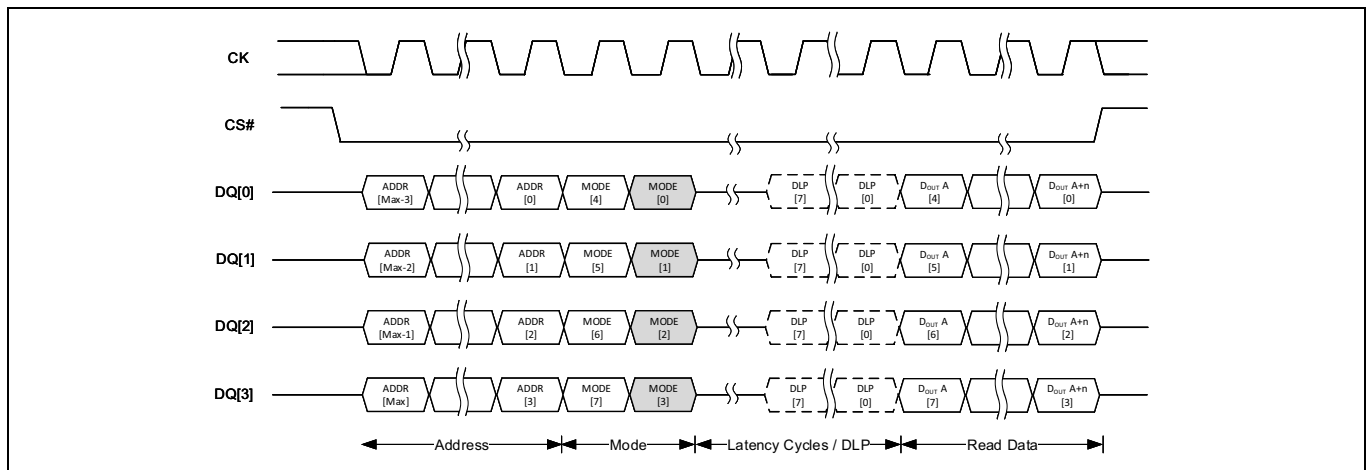 CK
CS#
DQ[0]
ADDR
[Max-3]
ADDR
[0]
MODE
[4]
MODE
[0]
DLP
[7]
DLP
[0]
DOUT A
[4]
DOUT A+n
[0]
DQ[1]
ADDR
[Max-2]
ADDR
[1]
MODE
[5]
MODE
[1]
DLP
[7]
DLP
[0]
DOUT A
[5]
DOUT A+n
[1]
DQ[2]
ADDR
[Max-1]
ADDR
[2]
MODE
[6]
MODE
[2]
DLP
[7]
DLP
[0]
DOUT A
[6]
DOUT A+n
[2]
DQ[3]
ADDR
[Max]
ADDR
[3]
MODE
[7]
MODE
[3]
DLP
[7]
DLP
[0]
DOUT A
[7]
DOUT A+n
[3]
Address
Mode
Latency Cycles / DLP
Read Data